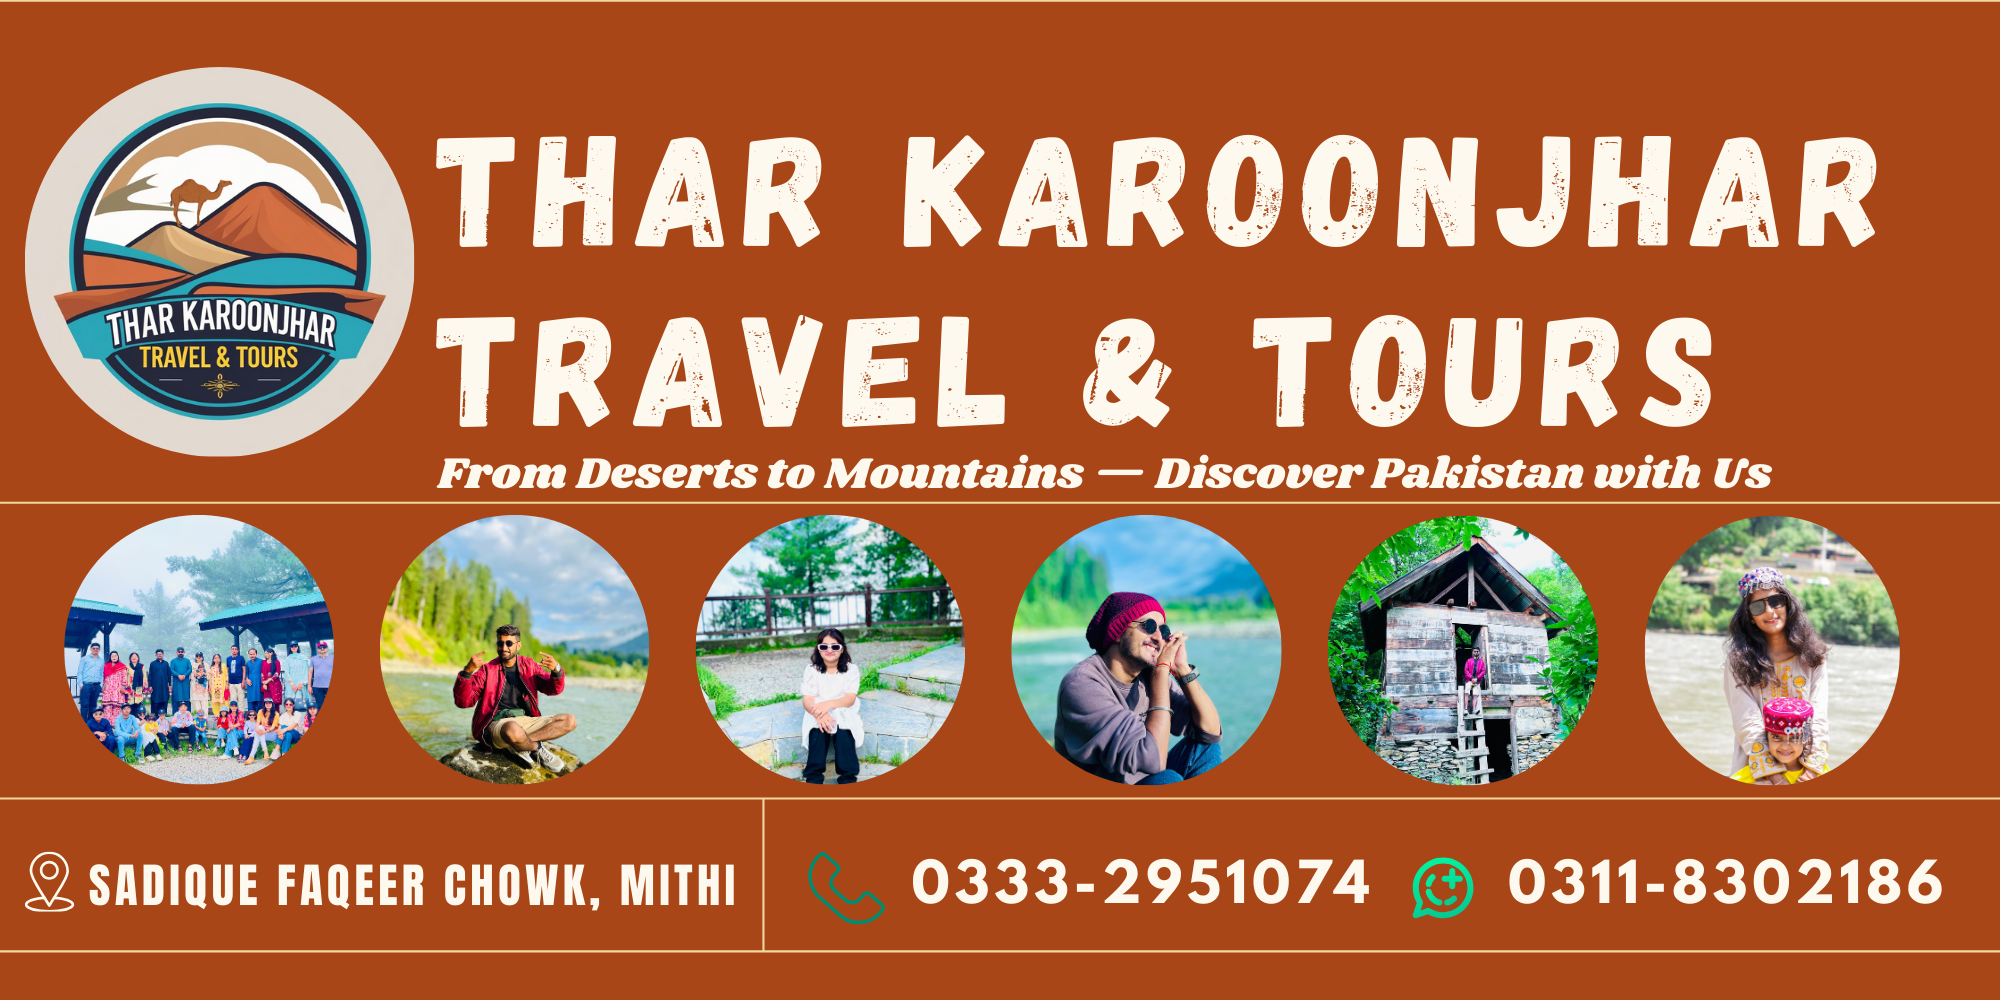 THAR KAROONJHAR
TRAVEL & TOURS
THAR KAROONJHAR
TRAVEL & TOURS
From Deserts to Mountains — Discover Pakistan with Us
SADIQUE FAQEER CHOWK, MITHI
0333-2951074
0311-8302186